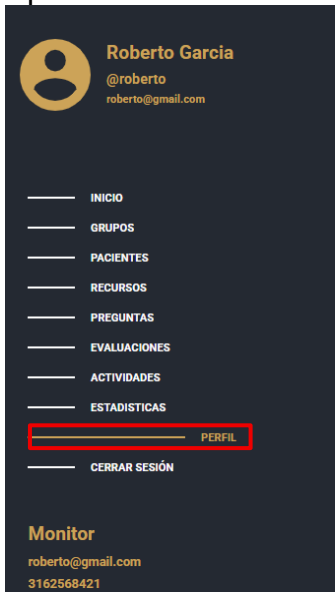 Roberto Garcia
@roberto
roberto@gmail.com
INICIO
GRUPOS
PACIENTES
RECURSOS
PREGUNTAS
EVALUACIONES
ACTIVIDADES
ESTADISTICAS
PERFIL
CERRAR SESIÓN
Monitor
roberto@gmail.com
3162568421